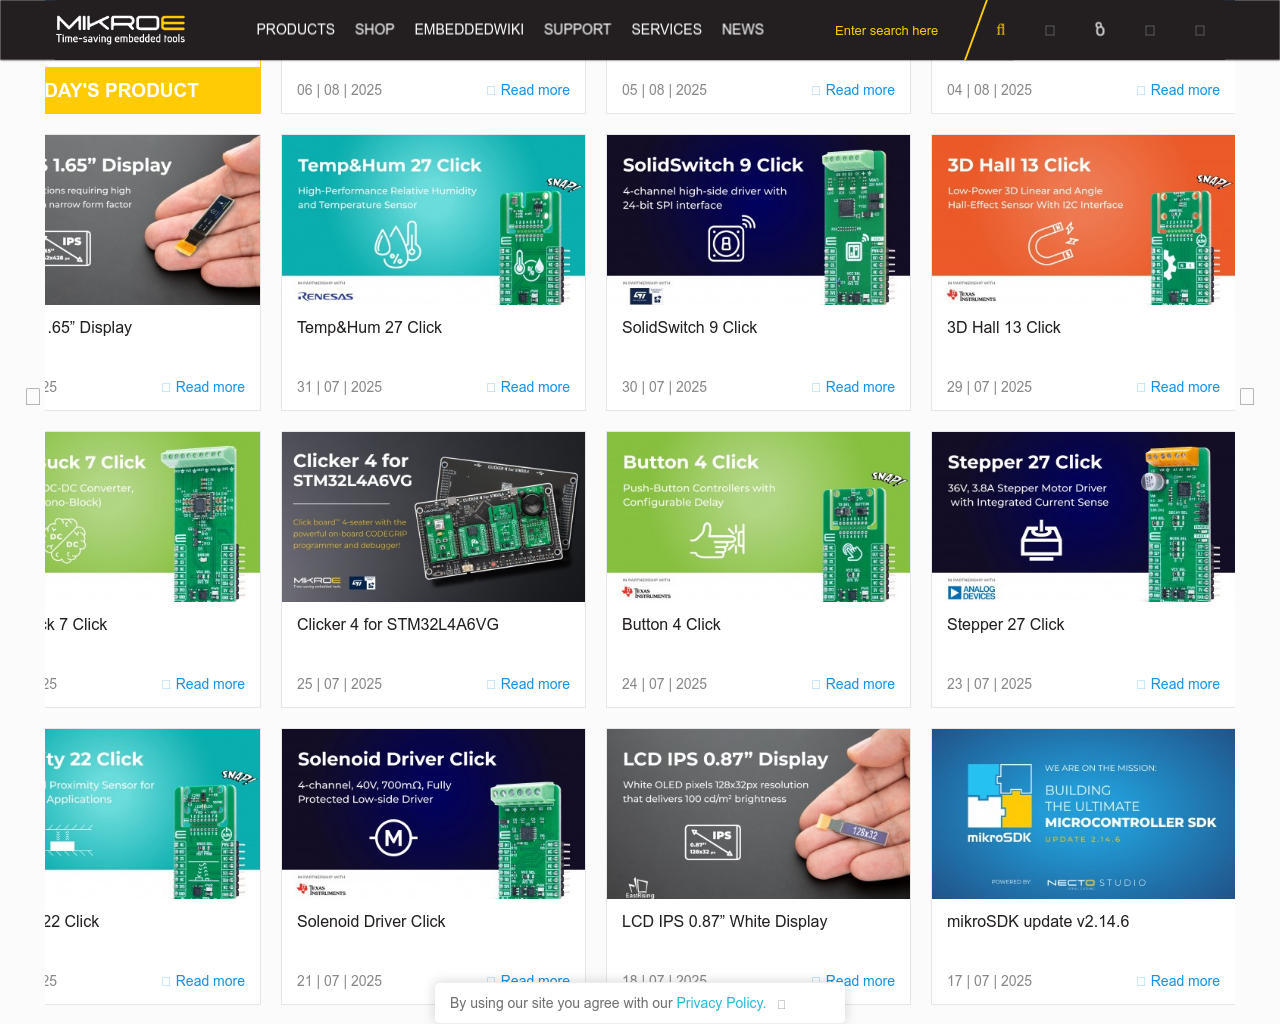 MIKROE
Time-saving embedded tools
PRODUCTS SHOP EMBEDDEDWIKI SUPPORT SERVICES NEWS
Enter search here
DAY'S PRODUCT
06 | 08 | 2025 Read more
05 | 08 | 2025 Read more
04 | 08 | 2025 Read more
1.65” Display
tions requiring high
narrow form factor
IPS
.65” Display
25 Read more
Temp&Hum 27 Click
High-Performance Relative Humidity
and Temperature Sensor
SNAP!
IN PARTNERSHIP WITH
RENESAS
Temp&Hum 27 Click
31 | 07 | 2025 Read more
SolidSwitch 9 Click
4-channel high-side driver with
24-bit SPI interface
IN PARTNERSHIP WITH
SolidSwitch 9 Click
30 | 07 | 2025 Read more
3D Hall 13 Click
Low-Power 3D Linear and Angle
Hall-Effect Sensor With I2C Interface
SNAP!
IN PARTNERSHIP WITH
TEXAS INSTRUMENTS
3D Hall 13 Click
29 | 07 | 2025 Read more
uck 7 Click
DC-DC Converter,
ono-Block)
DC
DC
k 7 Click
25 Read more
Clicker 4 for
STM32L4A6VG
Click board™ 4-seater with the
powerful on-board CODEGRIP
programmer and debugger!
MIKROE
Clicker 4 for STM32L4A6VG
25 | 07 | 2025 Read more
Button 4 Click
Push-Button Controllers with
Configurable Delay
SNAP!
IN PARTNERSHIP WITH
TEXAS INSTRUMENTS
Button 4 Click
24 | 07 | 2025 Read more
Stepper 27 Click
36V, 3.8A Stepper Motor Driver
with Integrated Current Sense
IN PARTNERSHIP WITH
ANALOG DEVICES
Stepper 27 Click
23 | 07 | 2025 Read more
ty 22 Click
Proximity Sensor for
Applications
SNAP!
22 Click
25 Read more
Solenoid Driver Click
4-channel, 40V, 700mΩ, Fully
Protected Low-side Driver
M
IN PARTNERSHIP WITH
TEXAS INSTRUMENTS
Solenoid Driver Click
21 | 07 | 2025 Read more
LCD IPS 0.87” Display
White OLED pixels 128x32px resolution
that delivers 100 cd/m² brightness
IPS
0.87”
128x32 px
128x32
EastRising
LCD IPS 0.87” White Display
18 | 07 | 2025 Read more
WE ARE ON THE MISSION:
BUILDING
THE ULTIMATE
MICROCONTROLLER SDK
UPDATE 2.14.6
mikroSDK
POWERED BY:
NECTO STUDIO
mikroSDK update v2.14.6
17 | 07 | 2025 Read more
By using our site you agree with our Privacy Policy.